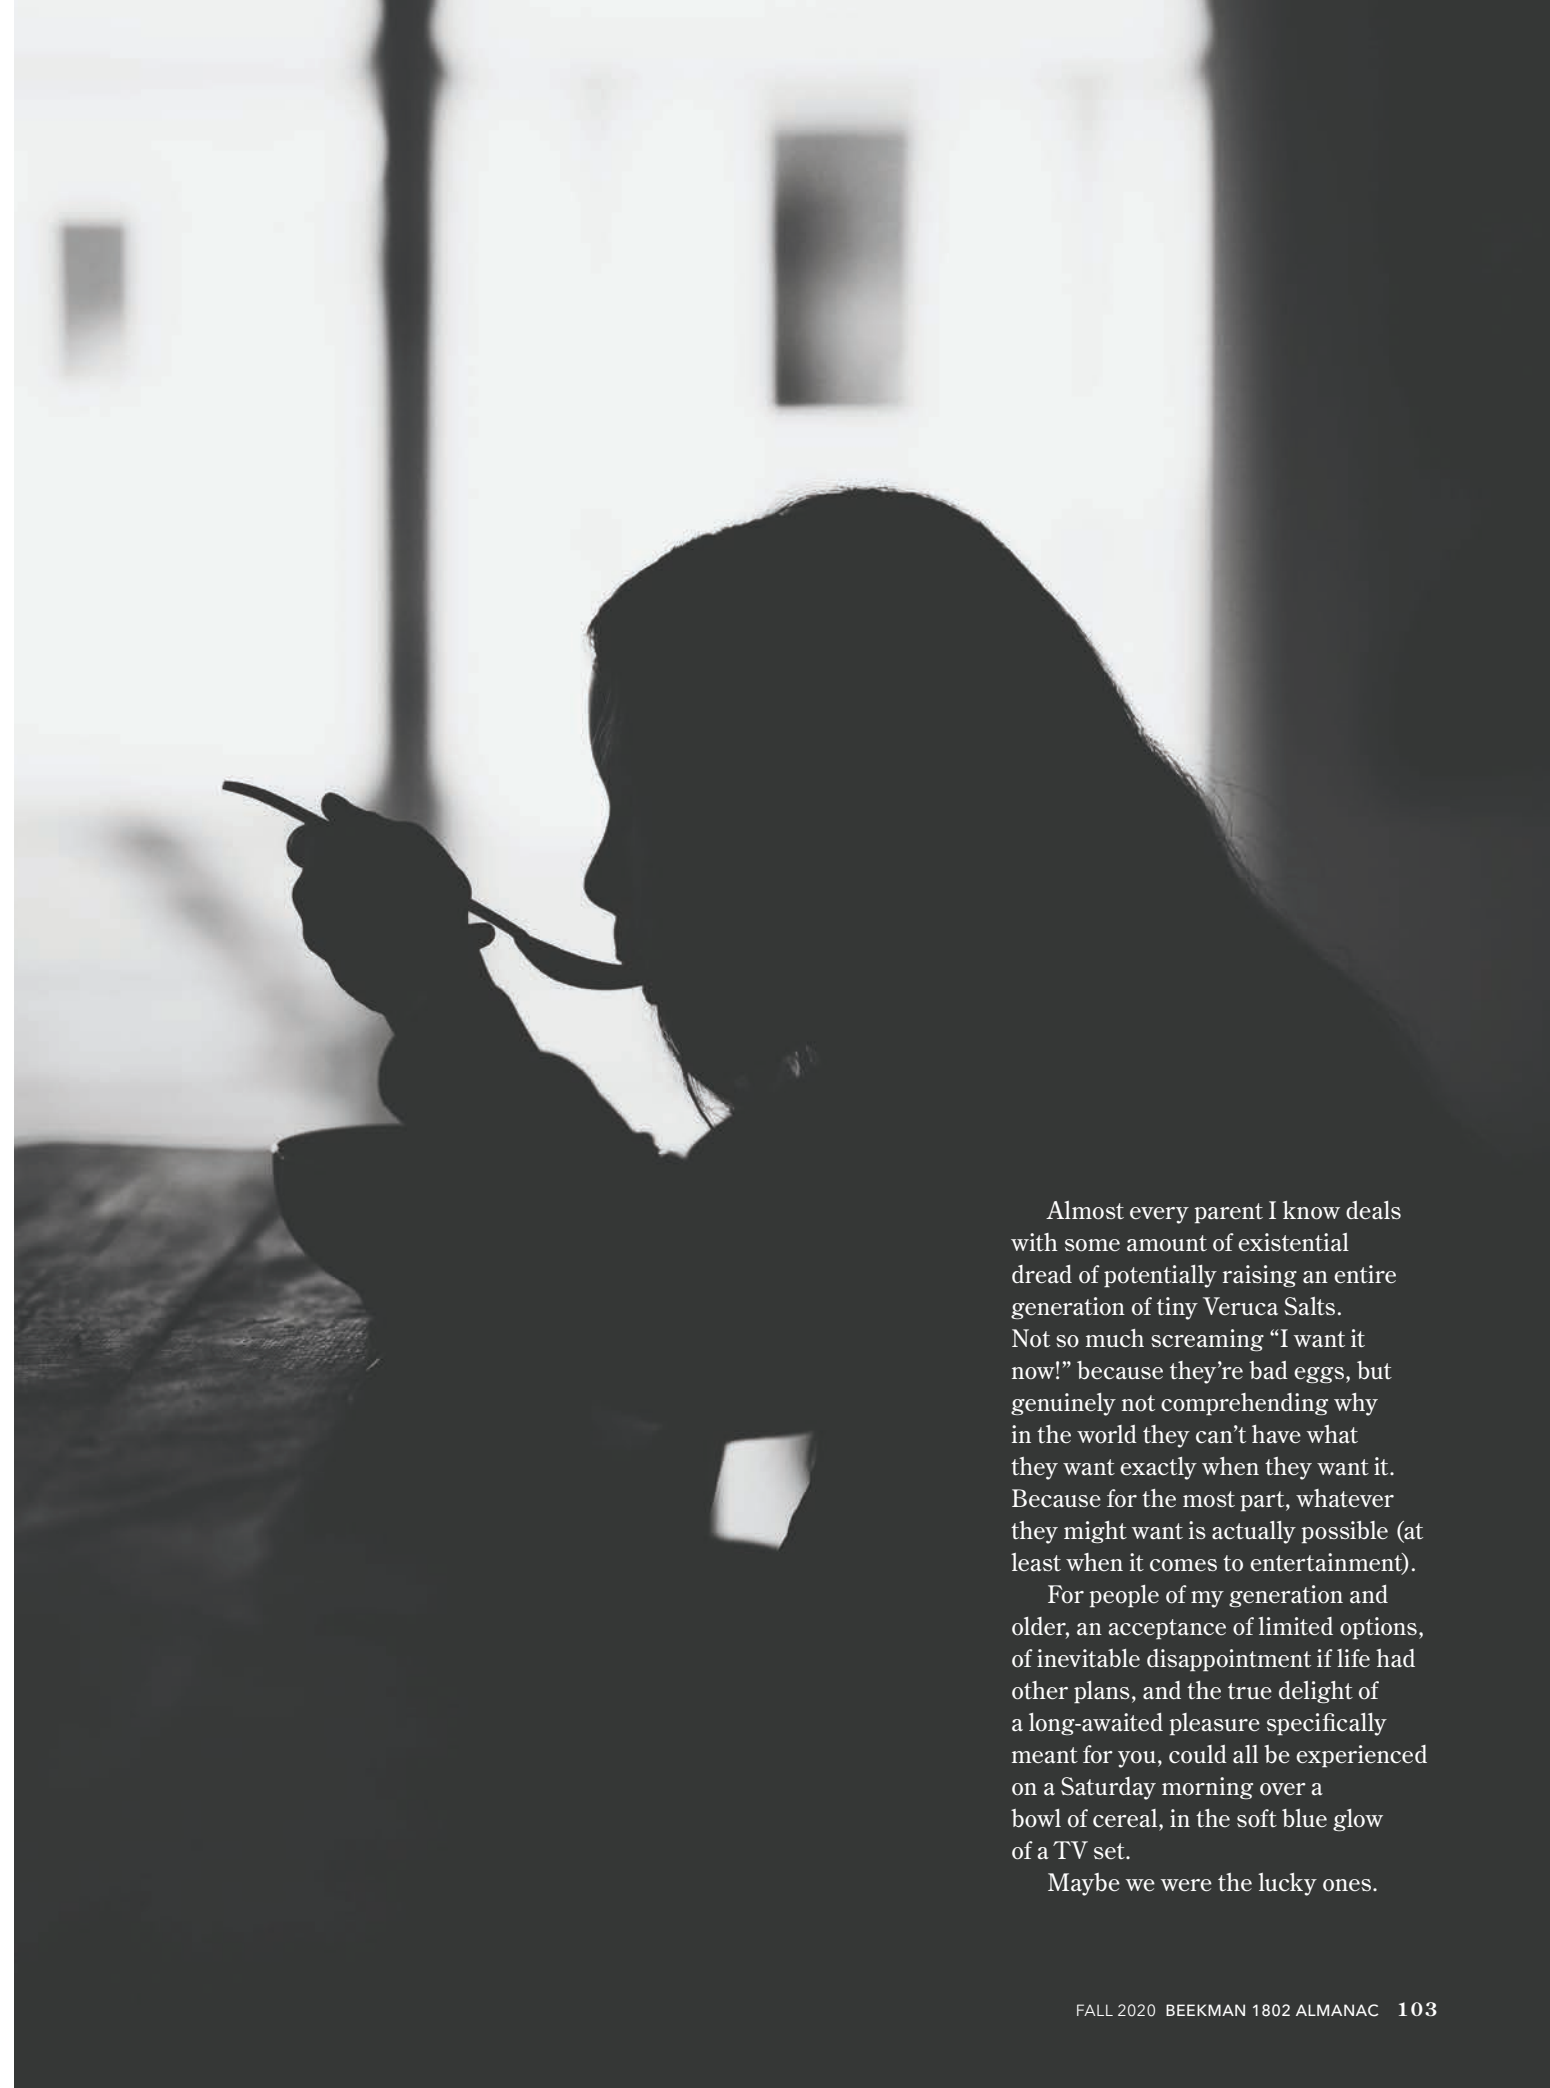 Almost every parent I know deals
with some amount of existential
dread of potentially raising an entire
generation of tiny Veruca Salts.
Not so much screaming “I want it
now!” because they’re bad eggs, but
genuinely not comprehending why
in the world they can’t have what
they want exactly when they want it.
Because for the most part, whatever
they might want is actually possible (at
least when it comes to entertainment).
For people of my generation and
older, an acceptance of limited options,
of inevitable disappointment if life had
other plans, and the true delight of
a long-awaited pleasure specifically
meant for you, could all be experienced
on a Saturday morning over a
bowl of cereal, in the soft blue glow
of a TV set.
Maybe we were the lucky ones.
FALL 2020 BEEKMAN 1802 ALMANAC 103